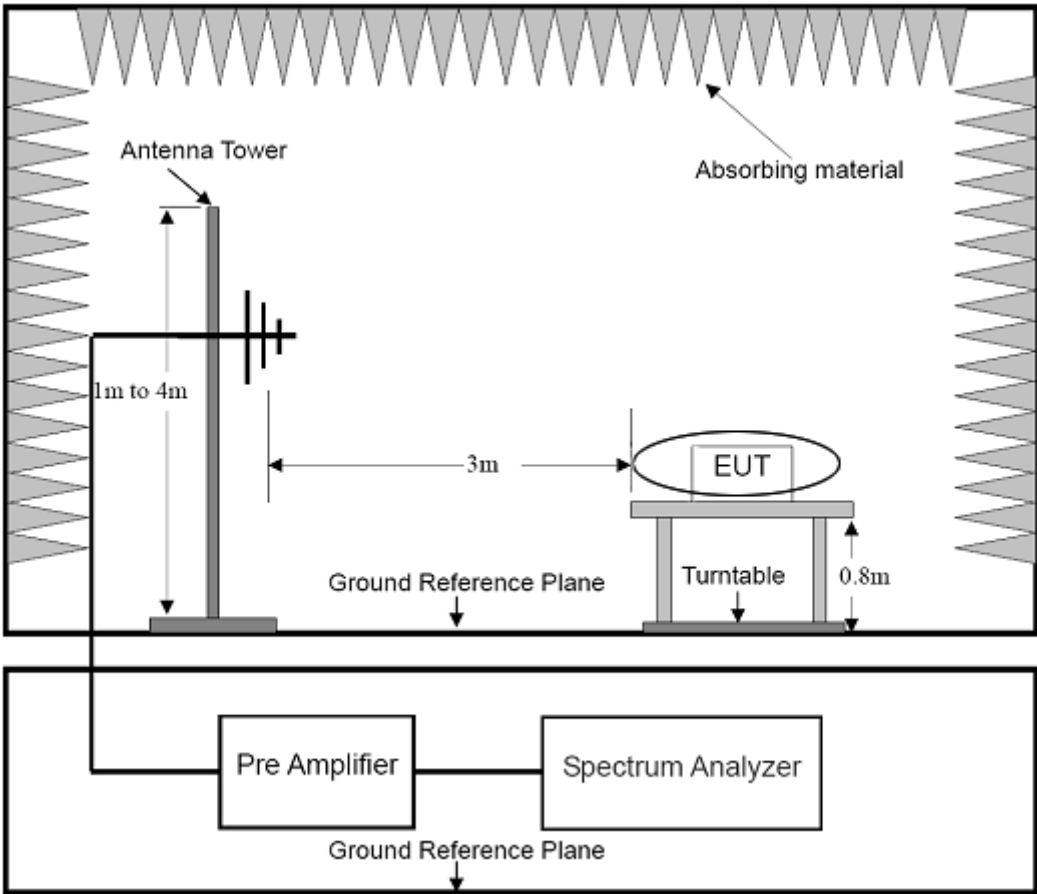 Antenna Tower
Absorbing material
1m to 4m
3m
EUT
Ground Reference Plane
Turntable
0.8m
Pre Amplifier
Spectrum Analyzer
Ground Reference Plane